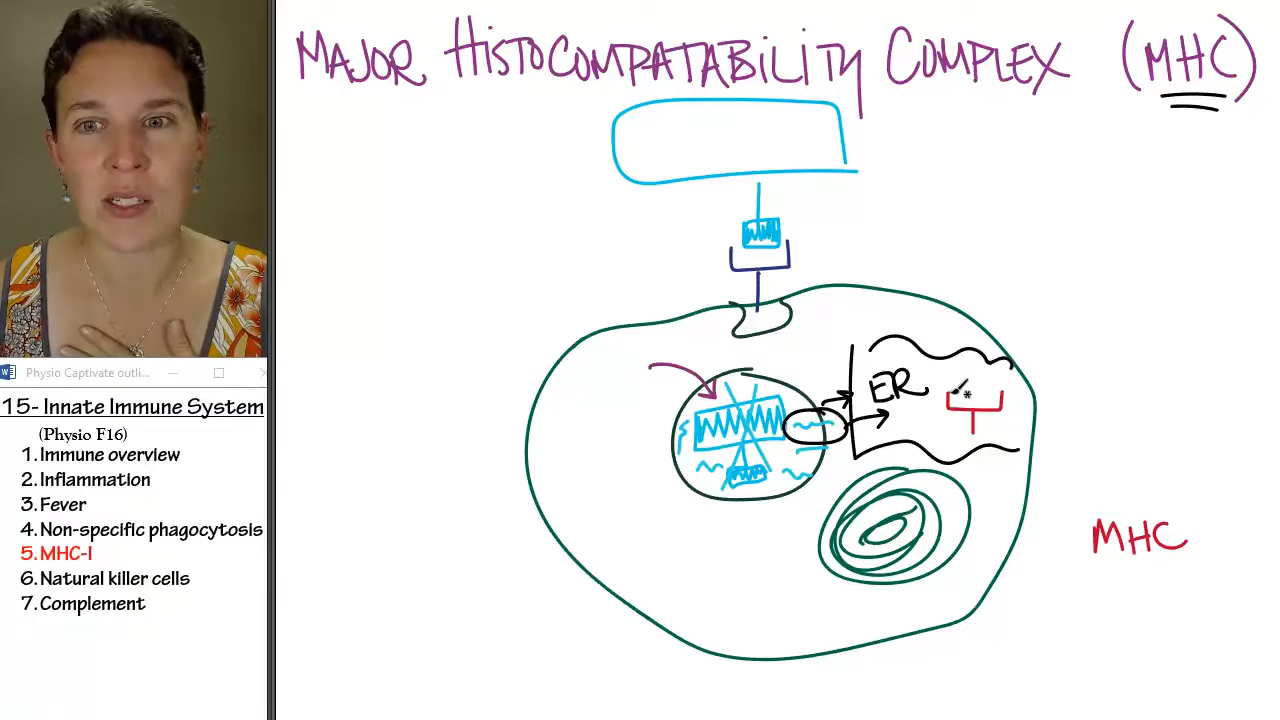 MAJOR HISTOCOMPATABILITY COMPLEX (MHC)
ER
MHC
Physio Captivate outli...
15- Innate Immune System
(Physio F16)
1. Immune overview
2. Inflammation
3. Fever
4. Non-specific phagocytosis
5. MHC-I
6. Natural killer cells
7. Complement